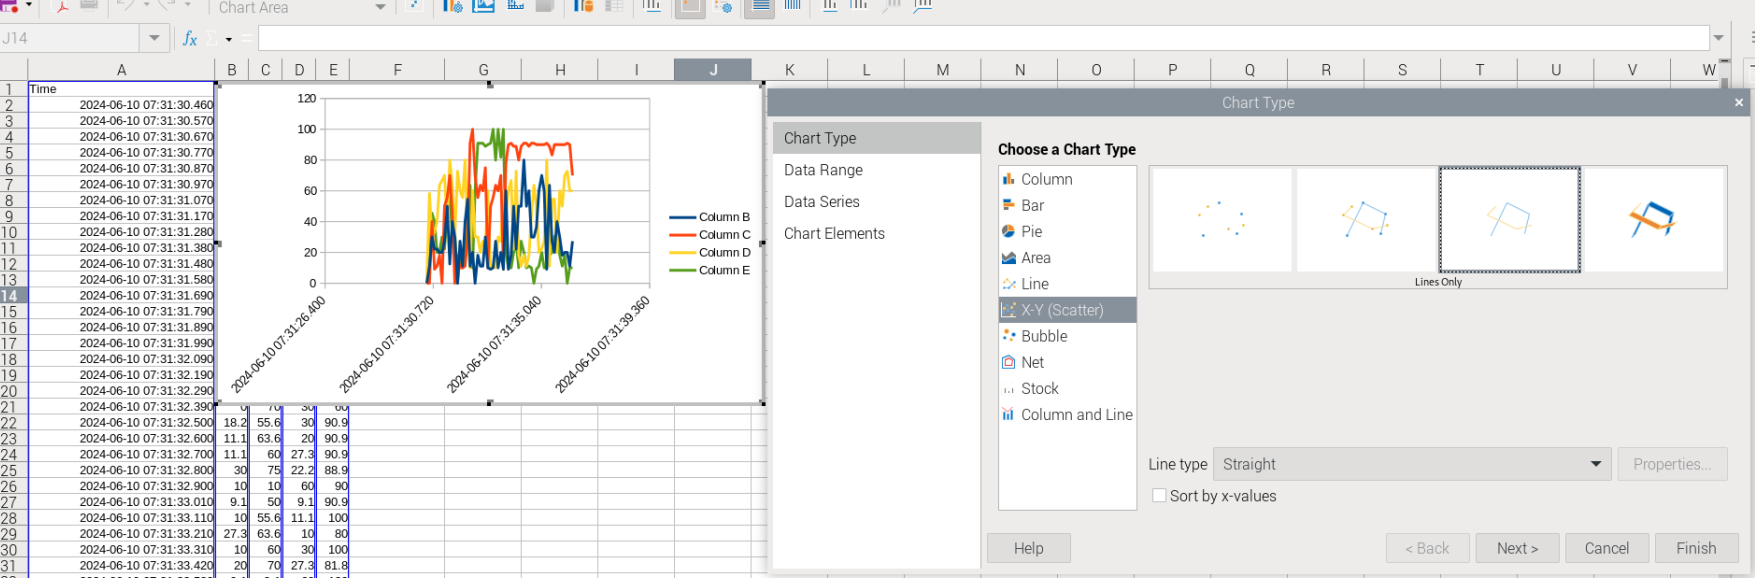 Chart Area
J14
fx Σ =
A B C D E F G H I J K L M N O P Q R S T U V W
1 Time
2 2024-06-10 07:31:30.460
3 2024-06-10 07:31:30.570
4 2024-06-10 07:31:30.670
5 2024-06-10 07:31:30.770
6 2024-06-10 07:31:30.870
7 2024-06-10 07:31:30.970
8 2024-06-10 07:31:31.070
9 2024-06-10 07:31:31.170
10 2024-06-10 07:31:31.280
11 2024-06-10 07:31:31.380
12 2024-06-10 07:31:31.480
13 2024-06-10 07:31:31.580
14 2024-06-10 07:31:31.690
15 2024-06-10 07:31:31.790
16 2024-06-10 07:31:31.890
17 2024-06-10 07:31:31.990
18 2024-06-10 07:31:32.090
19 2024-06-10 07:31:32.190
20 2024-06-10 07:31:32.290
21 2024-06-10 07:31:32.390 0 70 30 60
22 2024-06-10 07:31:32.500 18.2 55.6 30 90.9
23 2024-06-10 07:31:32.600 11.1 63.6 20 90.9
24 2024-06-10 07:31:32.700 11.1 60 27.3 90.9
25 2024-06-10 07:31:32.800 30 75 22.2 88.9
26 2024-06-10 07:31:32.900 10 10 60 90
27 2024-06-10 07:31:33.010 9.1 50 9.1 90.9
28 2024-06-10 07:31:33.110 10 55.6 11.1 100
29 2024-06-10 07:31:33.210 27.3 63.6 10 80
30 2024-06-10 07:31:33.310 10 60 30 100
31 2024-06-10 07:31:33.420 20 70 27.3 81.8
120
100
80
60
40
20
0
2024-06-10 07:31:26.400
2024-06-10 07:31:30.720
2024-06-10 07:31:35.040
2024-06-10 07:31:39.360
Column B
Column C
Column D
Column E
Chart Type
×
Chart Type
Data Range
Data Series
Chart Elements
Choose a Chart Type
Column
Bar
Pie
Area
Line
X-Y (Scatter)
Bubble
Net
Stock
Column and Line
Lines Only
Line type Straight Properties...
Sort by x-values
Help < Back Next > Cancel Finish